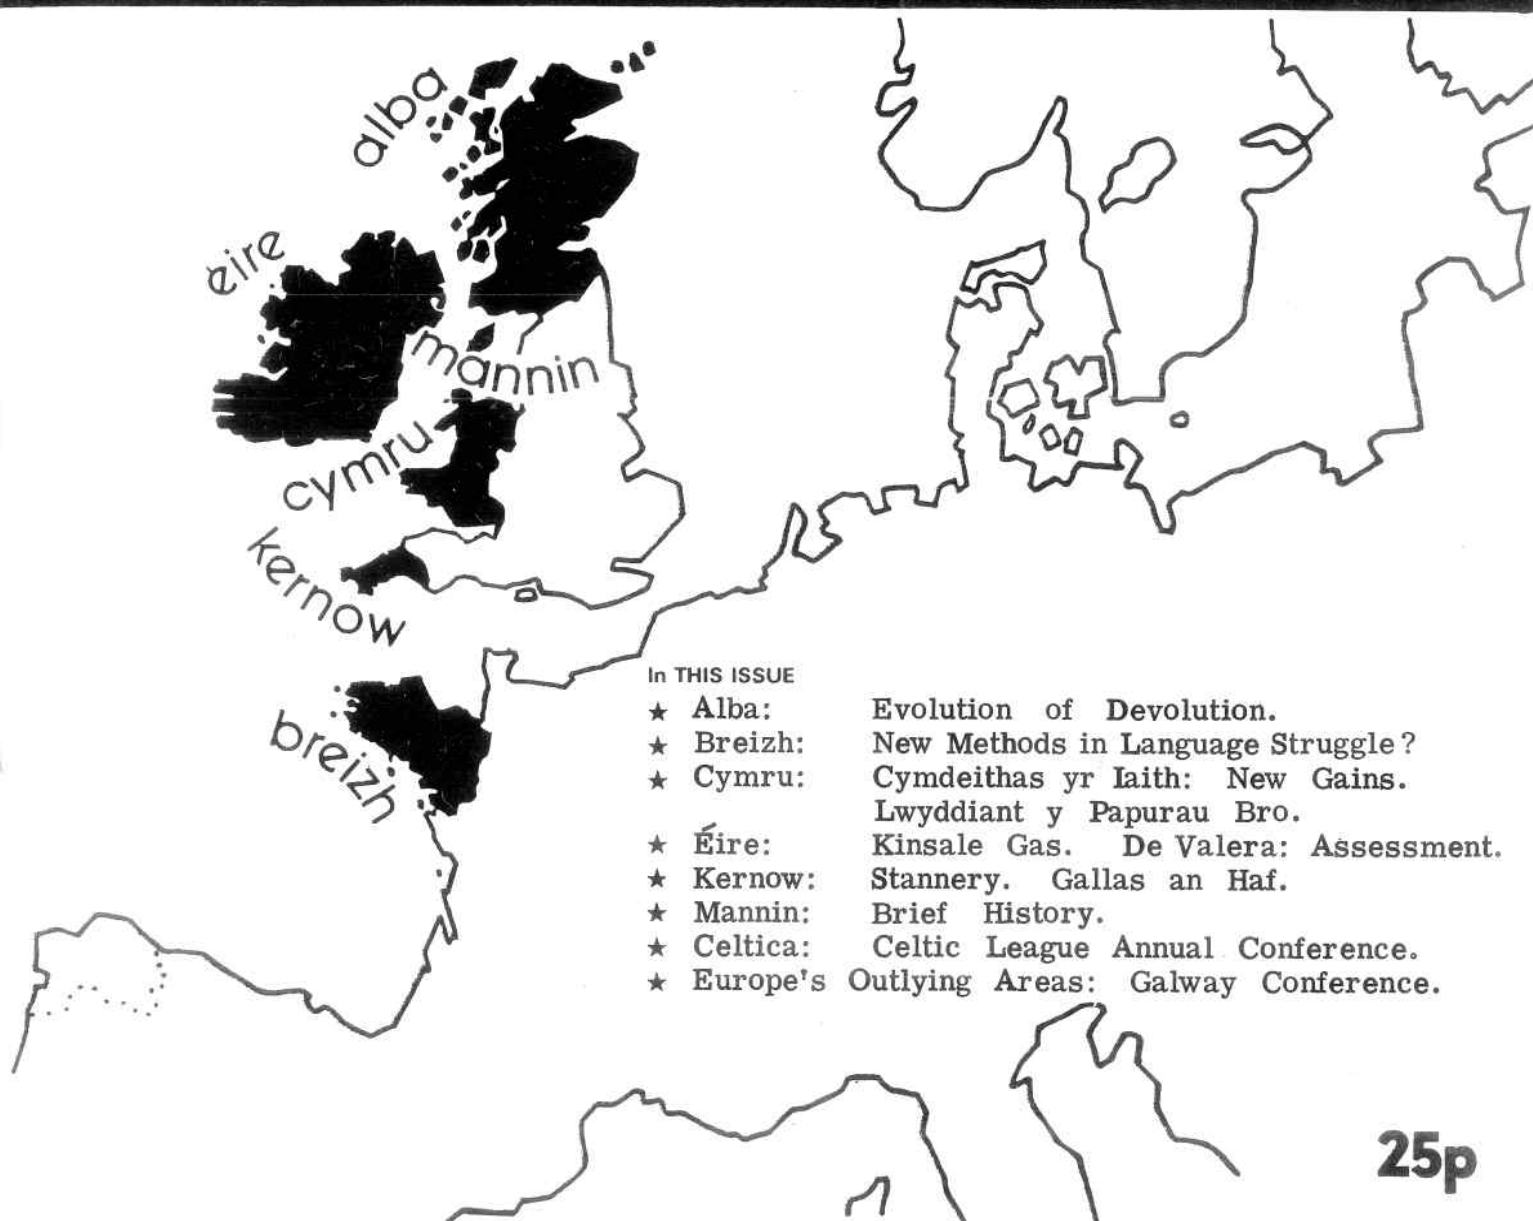 alba
éire
mannin
cymru
kernow
breizh
In THIS ISSUE
★ Alba: Evolution of Devolution.
★ Breizh: New Methods in Language Struggle?
★ Cymru: Cymdeithas yr Iaith: New Gains.
Lwyddiant y Papurau Bro.
★ Éire: Kinsale Gas. De Valera: Assessment.
★ Kernow: Stannery. Gallas an Haf.
★ Mannin: Brief History.
★ Celtica: Celtic League Annual Conference.
★ Europe's Outlying Areas: Galway Conference.
25p